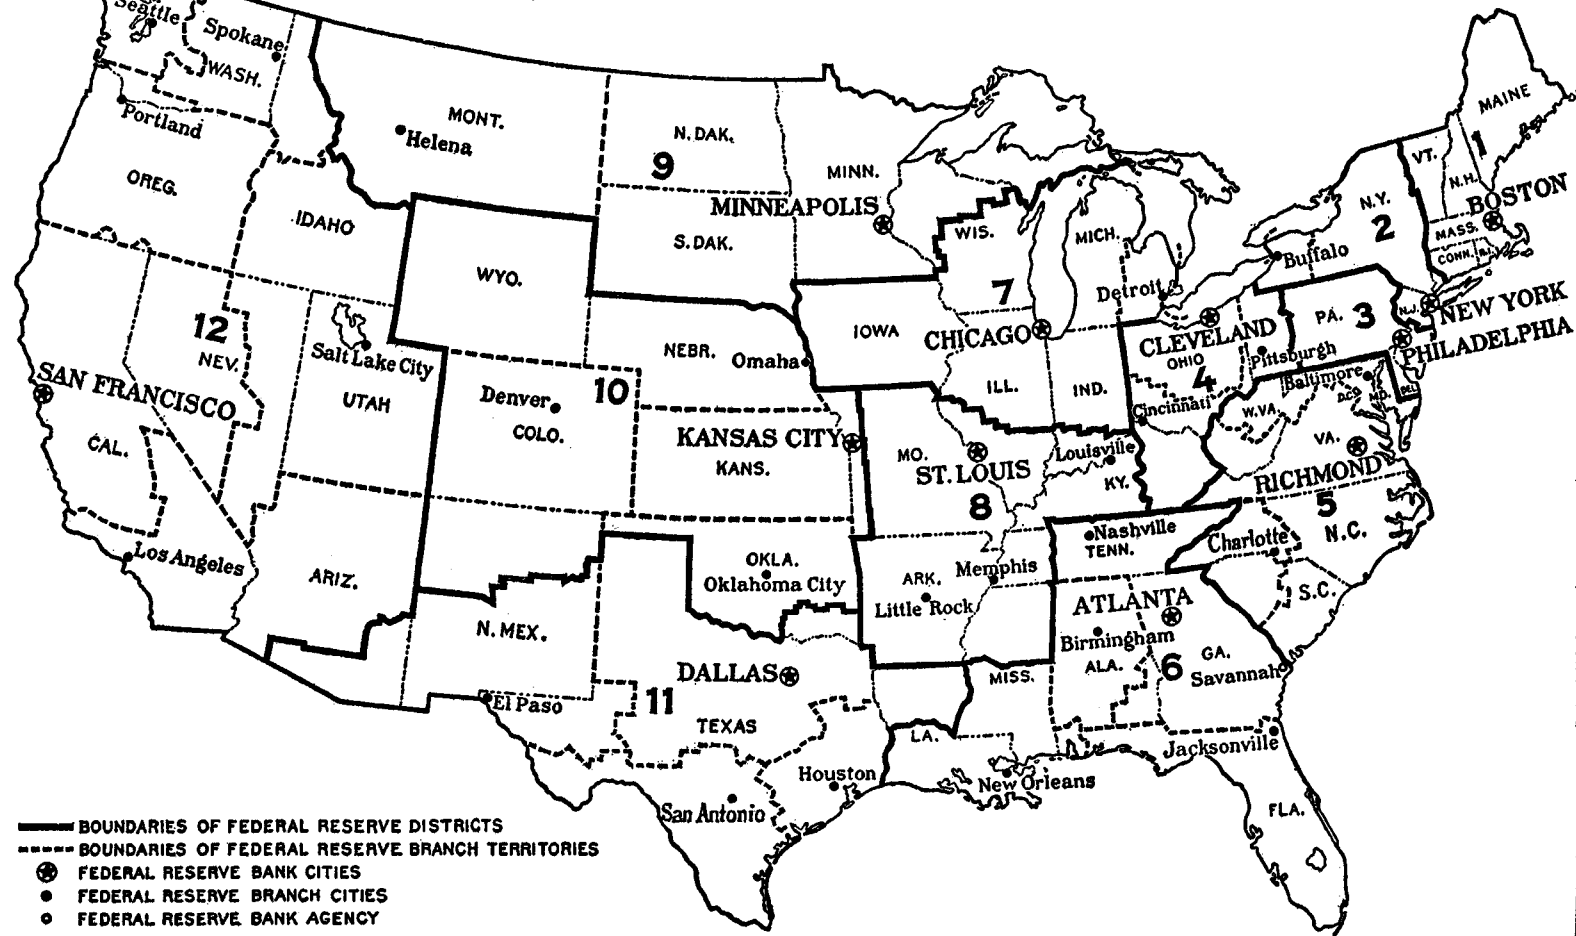 Seattle
Spokane
WASH.
Portland
OREG.
IDAHO
MONT.
Helena
N. DAK.
9
S. DAK.
MINN.
MINNEAPOLIS
WYO.
WIS.
MICH.
7
Detroit
IOWA
CHICAGO
ILL.
IND.
NEBR.
Omaha
10
Denver
COLO.
KANSAS CITY
KANS.
12
NEV.
Salt Lake City
UTAH
SAN FRANCISCO
CAL.
Los Angeles
ARIZ.
N. MEX.
El Paso
OKLA.
Oklahoma City
DALLAS
11
TEXAS
Houston
San Antonio
MO.
ST. LOUIS
8
Louisville
KY.
ARK.
Memphis
Little Rock
Nashville
TENN.
ATLANTA
Birmingham
ALA.
6
GA.
Savannah
MISS.
LA.
New Orleans
Jacksonville
FLA.
MAINE
1
VT.
N.H.
BOSTON
MASS.
CONN.
R.I.
N.Y.
2
Buffalo
NEW YORK
N.J.
PA.
3
PHILADELPHIA
CLEVELAND
OHIO
4
Pittsburgh
Cincinnati
Baltimore
D.C.
MD.
DEL.
W.VA.
VA.
RICHMOND
5
N.C.
Charlotte
S.C.
BOUNDARIES OF FEDERAL RESERVE DISTRICTS
BOUNDARIES OF FEDERAL RESERVE BRANCH TERRITORIES
FEDERAL RESERVE BANK CITIES
FEDERAL RESERVE BRANCH CITIES
FEDERAL RESERVE BANK AGENCY